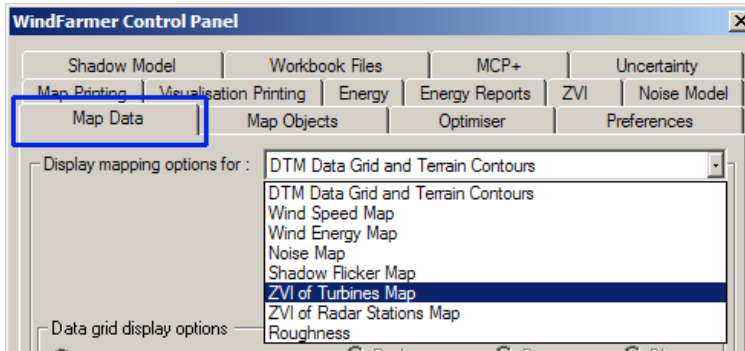 WindFarmer Control Panel
Shadow Model Workbook Files MCP+ Uncertainty
Map Printing Visualisation Printing Energy Energy Reports ZVI Noise Model
Map Data Map Objects Optimiser Preferences
Display mapping options for : DTM Data Grid and Terrain Contours
DTM Data Grid and Terrain Contours
Wind Speed Map
Wind Energy Map
Noise Map
Shadow Flicker Map
ZVI of Turbines Map
ZVI of Radar Stations Map
Data grid display options Roughness